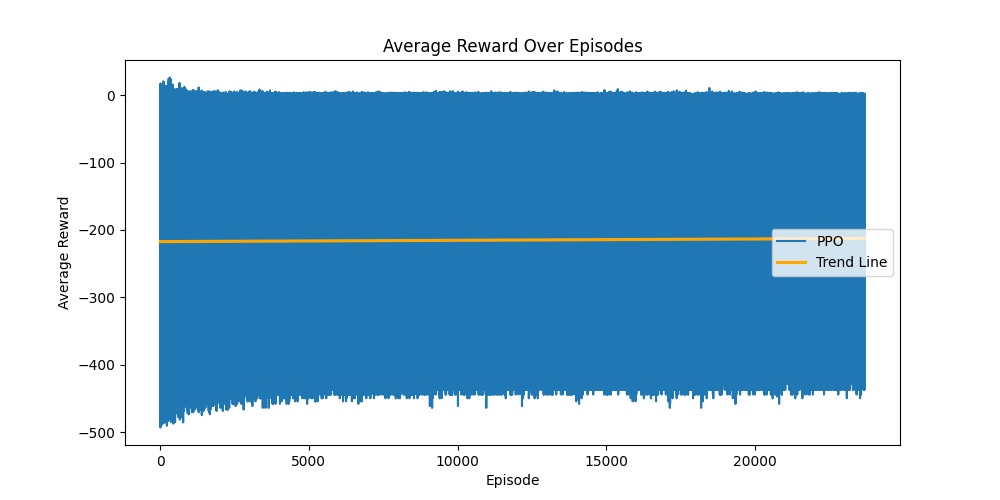 Average Reward Over Episodes
Average Reward
0
−100
−200
−300
−400
−500
PPO
Trend Line
0
5000
10000
15000
20000
Episode